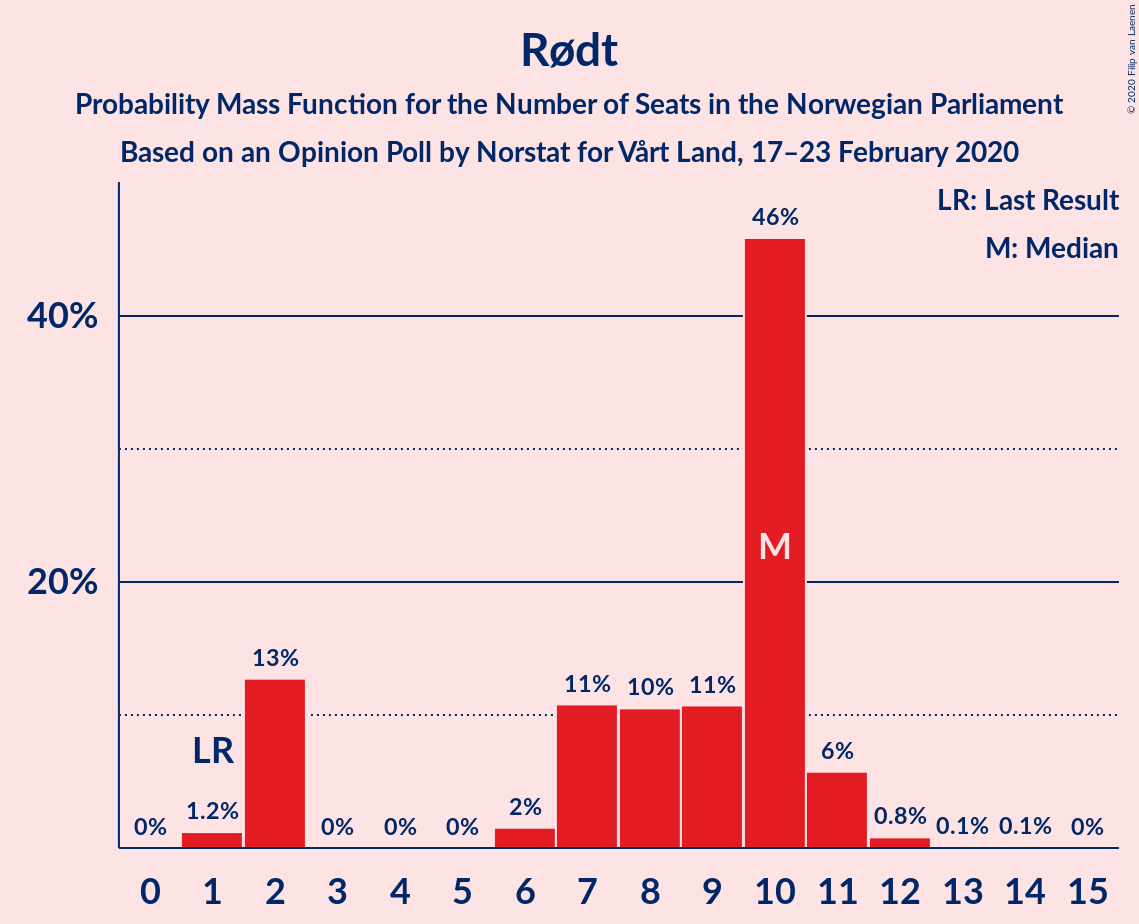 Rødt
Probability Mass Function for the Number of Seats in the Norwegian Parliament
Based on an Opinion Poll by Norstat for Vårt Land, 17–23 February 2020
© 2020 Filip van Laenen
LR: Last Result
M: Median
40%
20%
0%
1.2%
LR
13%
0%
0%
0%
2%
11%
10%
11%
46%
M
6%
0.8%
0.1%
0.1%
0%
0 1 2 3 4 5 6 7 8 9 10 11 12 13 14 15